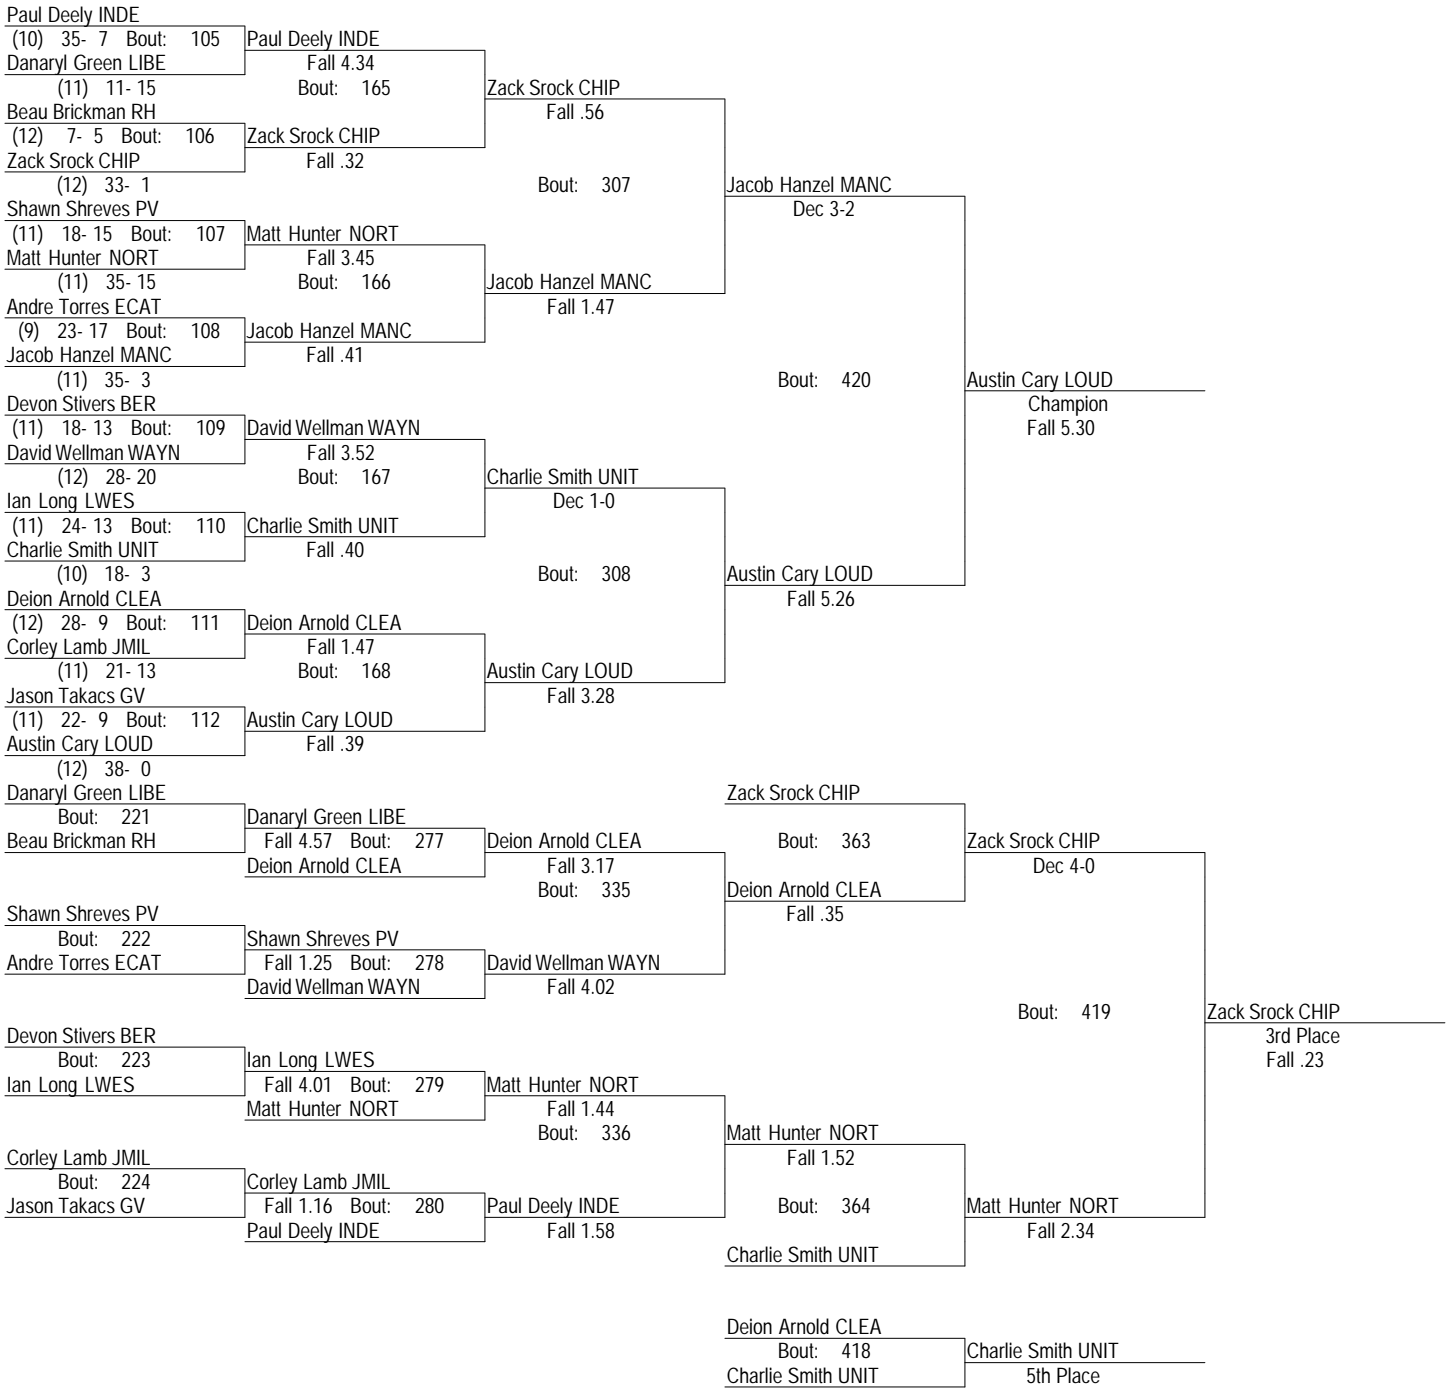 Paul Deely INDE
(10) 35- 7 Bout: 105 Paul Deely INDE
Danaryl Green LIBE Fall 4.34
(11) 11- 15 Bout: 165 Zack Srock CHIP
Beau Brickman RH Fall .56
(12) 7- 5 Bout: 106 Zack Srock CHIP
Zack Srock CHIP Fall .32
(12) 33- 1 Bout: 307 Jacob Hanzel MANC
Shawn Shreves PV Dec 3-2
(11) 18- 15 Bout: 107 Matt Hunter NORT
Matt Hunter NORT Fall 3.45
(11) 35- 15 Bout: 166 Jacob Hanzel MANC
Andre Torres ECAT Fall 1.47
(9) 23- 17 Bout: 108 Jacob Hanzel MANC
Jacob Hanzel MANC Fall .41
(11) 35- 3 Bout: 420 Austin Cary LOUD
Devon Stivers BER Champion
(11) 18- 13 Bout: 109 David Wellman WAYN Fall 5.30
David Wellman WAYN Fall 3.52
(12) 28- 20 Bout: 167 Charlie Smith UNIT
Ian Long LWES Dec 1-0
(11) 24- 13 Bout: 110 Charlie Smith UNIT
Charlie Smith UNIT Fall .40
(10) 18- 3 Bout: 308 Austin Cary LOUD
Deion Arnold CLEA Fall 5.26
(12) 28- 9 Bout: 111 Deion Arnold CLEA
Corley Lamb JMIL Fall 1.47
(11) 21- 13 Bout: 168 Austin Cary LOUD
Jason Takacs GV Fall 3.28
(11) 22- 9 Bout: 112 Austin Cary LOUD
Austin Cary LOUD Fall .39
(12) 38- 0
Danaryl Green LIBE Zack Srock CHIP
Bout: 221 Danaryl Green LIBE
Beau Brickman RH Fall 4.57 Bout: 277 Deion Arnold CLEA Bout: 363 Zack Srock CHIP
Deion Arnold CLEA Fall 3.17 Dec 4-0
Bout: 335 Deion Arnold CLEA
Shawn Shreves PV Fall .35
Bout: 222 Shawn Shreves PV
Andre Torres ECAT Fall 1.25 Bout: 278 David Wellman WAYN
David Wellman WAYN Fall 4.02
Bout: 419 Zack Srock CHIP
Devon Stivers BER 3rd Place
Bout: 223 Ian Long LWES Fall .23
Ian Long LWES Fall 4.01 Bout: 279 Matt Hunter NORT
Matt Hunter NORT Fall 1.44
Bout: 336 Matt Hunter NORT
Corley Lamb JMIL Fall 1.52
Bout: 224 Corley Lamb JMIL
Jason Takacs GV Fall 1.16 Bout: 280 Paul Deely INDE Bout: 364 Matt Hunter NORT
Paul Deely INDE Fall 1.58 Fall 2.34
Charlie Smith UNIT
Deion Arnold CLEA
Bout: 418 Charlie Smith UNIT
Charlie Smith UNIT 5th Place